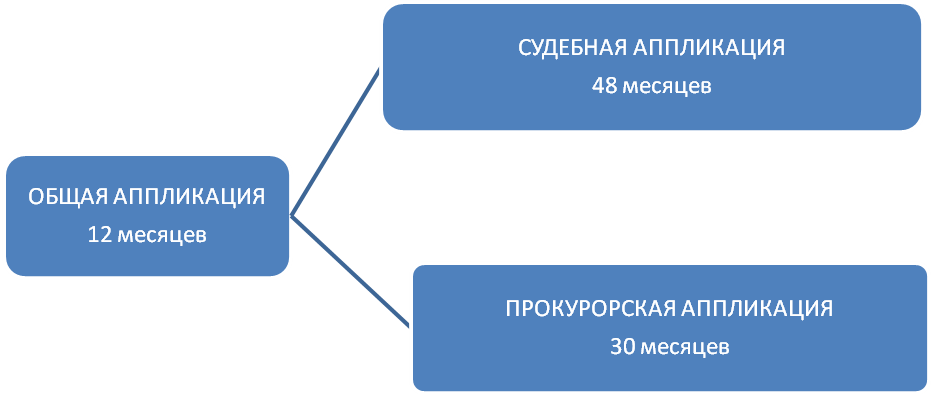 СУДЕБНАЯ АППЛИКАЦИЯ
48 месяцев
ОБЩАЯ АППЛИКАЦИЯ
12 месяцев
ПРОКУРОРСКАЯ АППЛИКАЦИЯ
30 месяцев